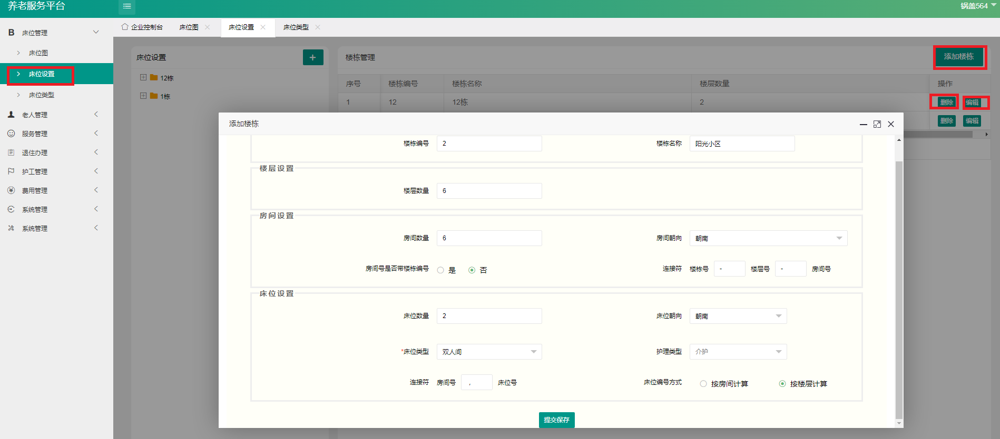 养老服务平台
锅盖564
B 床位管理
床位图
床位设置
床位类型
老人管理
服务管理
退住办理
护工管理
费用管理
系统管理
系统管理
企业控制台 床位图 床位设置 床位类型
床位设置 +
12栋
1栋
楼栋管理 添加楼栋
序号 楼栋编号 楼栋名称 楼层数量 操作
1 12 12栋 2 删除 编辑
删除 编辑
添加楼栋
楼栋编号 2 楼栋名称 阳光小区
楼层设置
楼层数量 6
房间设置
房间数量 6 房间朝向 朝南
房间号是否带楼栋编号 是 否 连接符 楼栋号 - 楼层号 - 房间号
床位设置
床位数量 2 床位朝向 朝南
*床位类型 双人间 护理类型 介护
连接符 房间号 , 床位号 床位编号方式 按房间计算 按楼层计算
提交保存